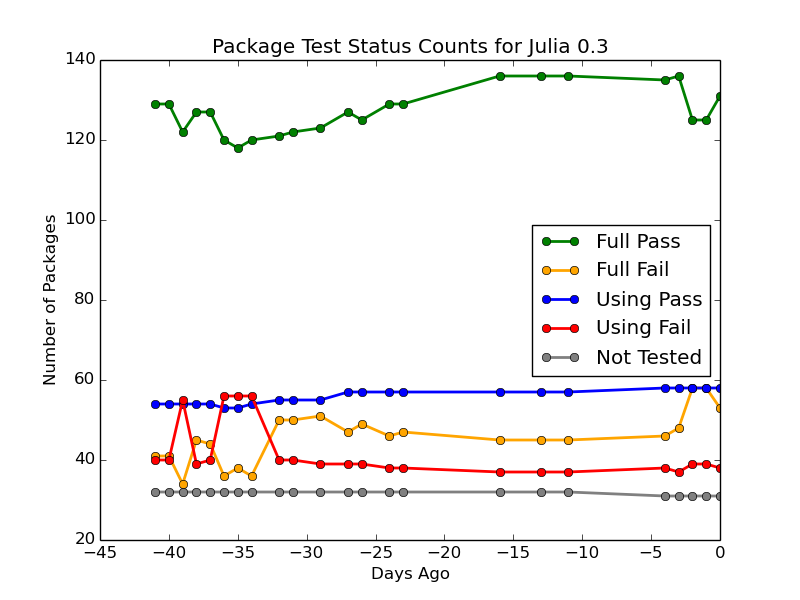 Package Test Status Counts for Julia 0.3
140
120
100
80
60
40
20
Number of Packages
Full Pass
Full Fail
Using Pass
Using Fail
Not Tested
−45 −40 −35 −30 −25 −20 −15 −10 −5 0
Days Ago